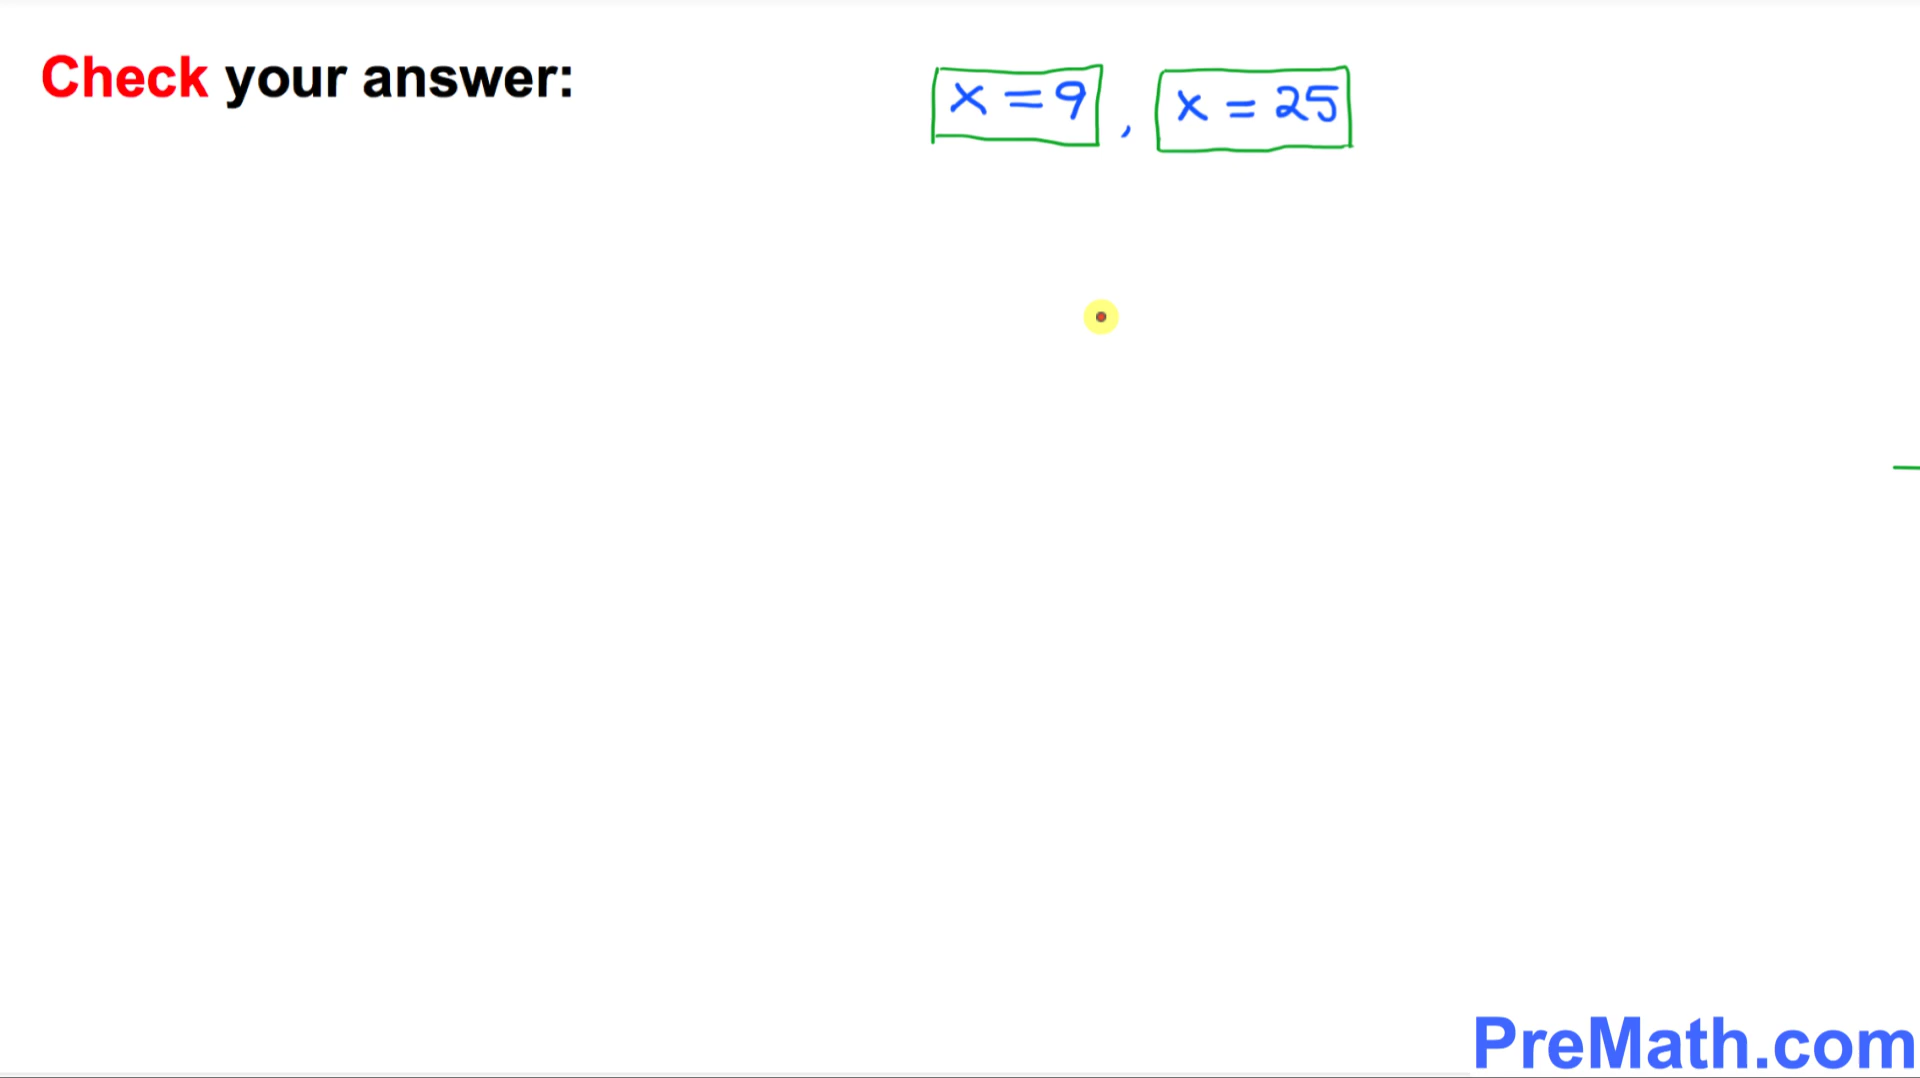 Check your answer: x = 9 , x = 25
PreMath.com